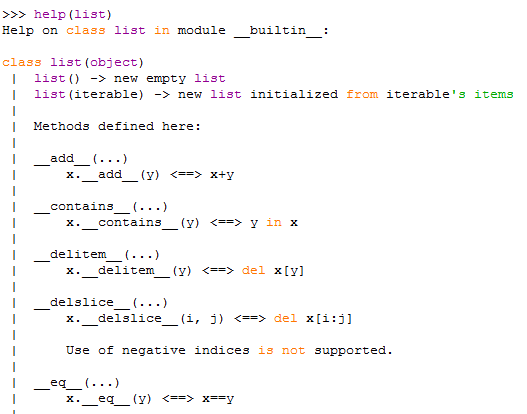 >>> help(list)
Help on class list in module __builtin__:

class list(object)
 |  list() -> new empty list
 |  list(iterable) -> new list initialized from iterable's items
 |
 |  Methods defined here:
 |
 |  __add__(...)
 |      x.__add__(y) <==> x+y
 |
 |  __contains__(...)
 |      x.__contains__(y) <==> y in x
 |
 |  __delitem__(...)
 |      x.__delitem__(y) <==> del x[y]
 |
 |  __delslice__(...)
 |      x.__delslice__(i, j) <==> del x[i:j]
 |
 |      Use of negative indices is not supported.
 |
 |  __eq__(...)
 |      x.__eq__(y) <==> x==y
 |